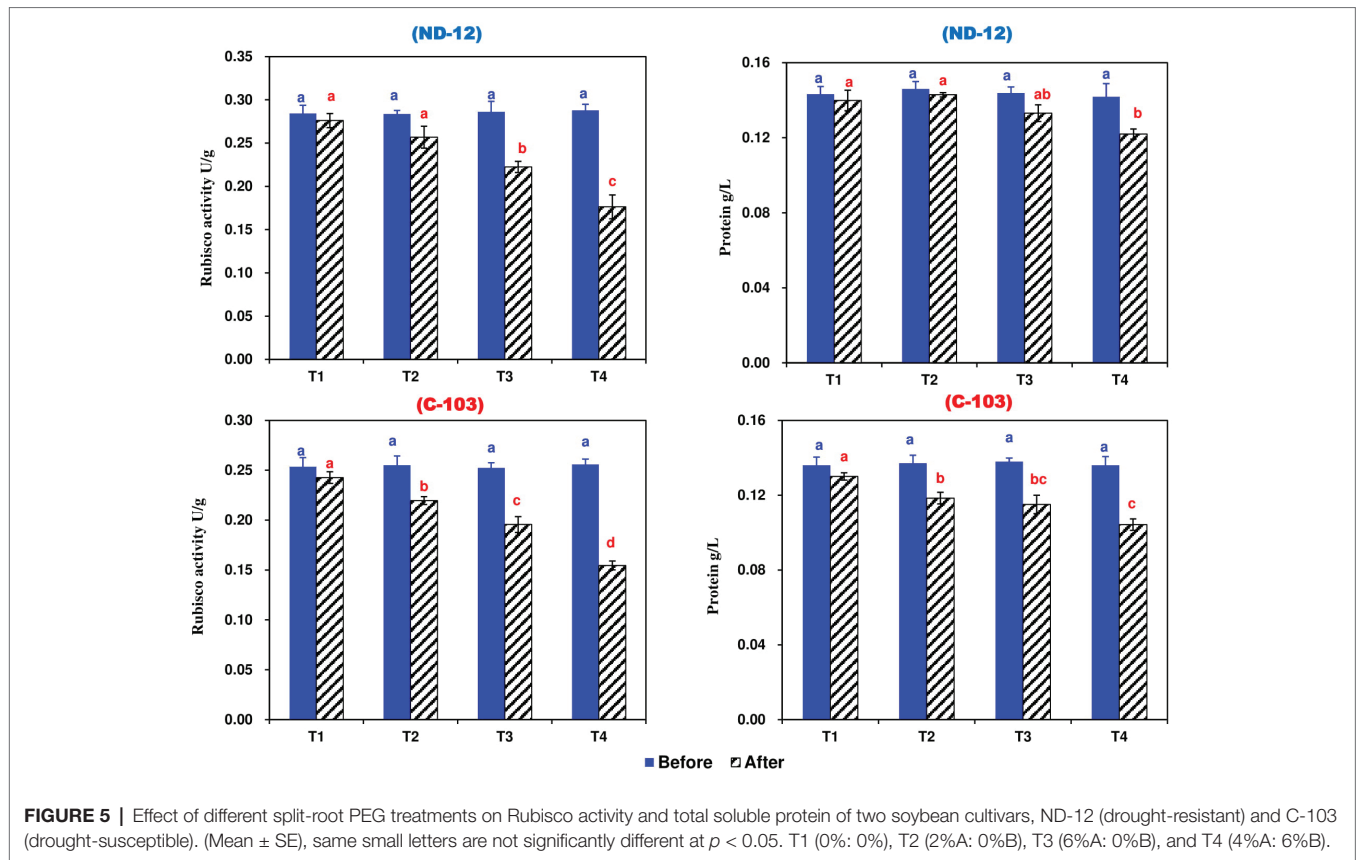 (ND-12)
0.35
0.30
0.25
0.20
0.15
0.10
0.05
0.00
Rubisco activity U/g
a a a a b a c a
T1 T2 T3 T4
(ND-12)
0.16
0.12
0.08
0.04
0.00
Protein g/L
a a a a a ab a b
T1 T2 T3 T4
(C-103)
0.30
0.25
0.20
0.15
0.10
0.05
0.00
Rubisco activity U/g
a a a b a c a d
T1 T2 T3 T4
(C-103)
0.16
0.12
0.08
0.04
0.00
Protein g/L
a a a b a bc a c
T1 T2 T3 T4
Before After
FIGURE 5 | Effect of different split-root PEG treatments on Rubisco activity and total soluble protein of two soybean cultivars, ND-12 (drought-resistant) and C-103
(drought-susceptible). (Mean ± SE), same small letters are not significantly different at p < 0.05. T1 (0%: 0%), T2 (2%A: 0%B), T3 (6%A: 0%B), and T4 (4%A: 6%B).